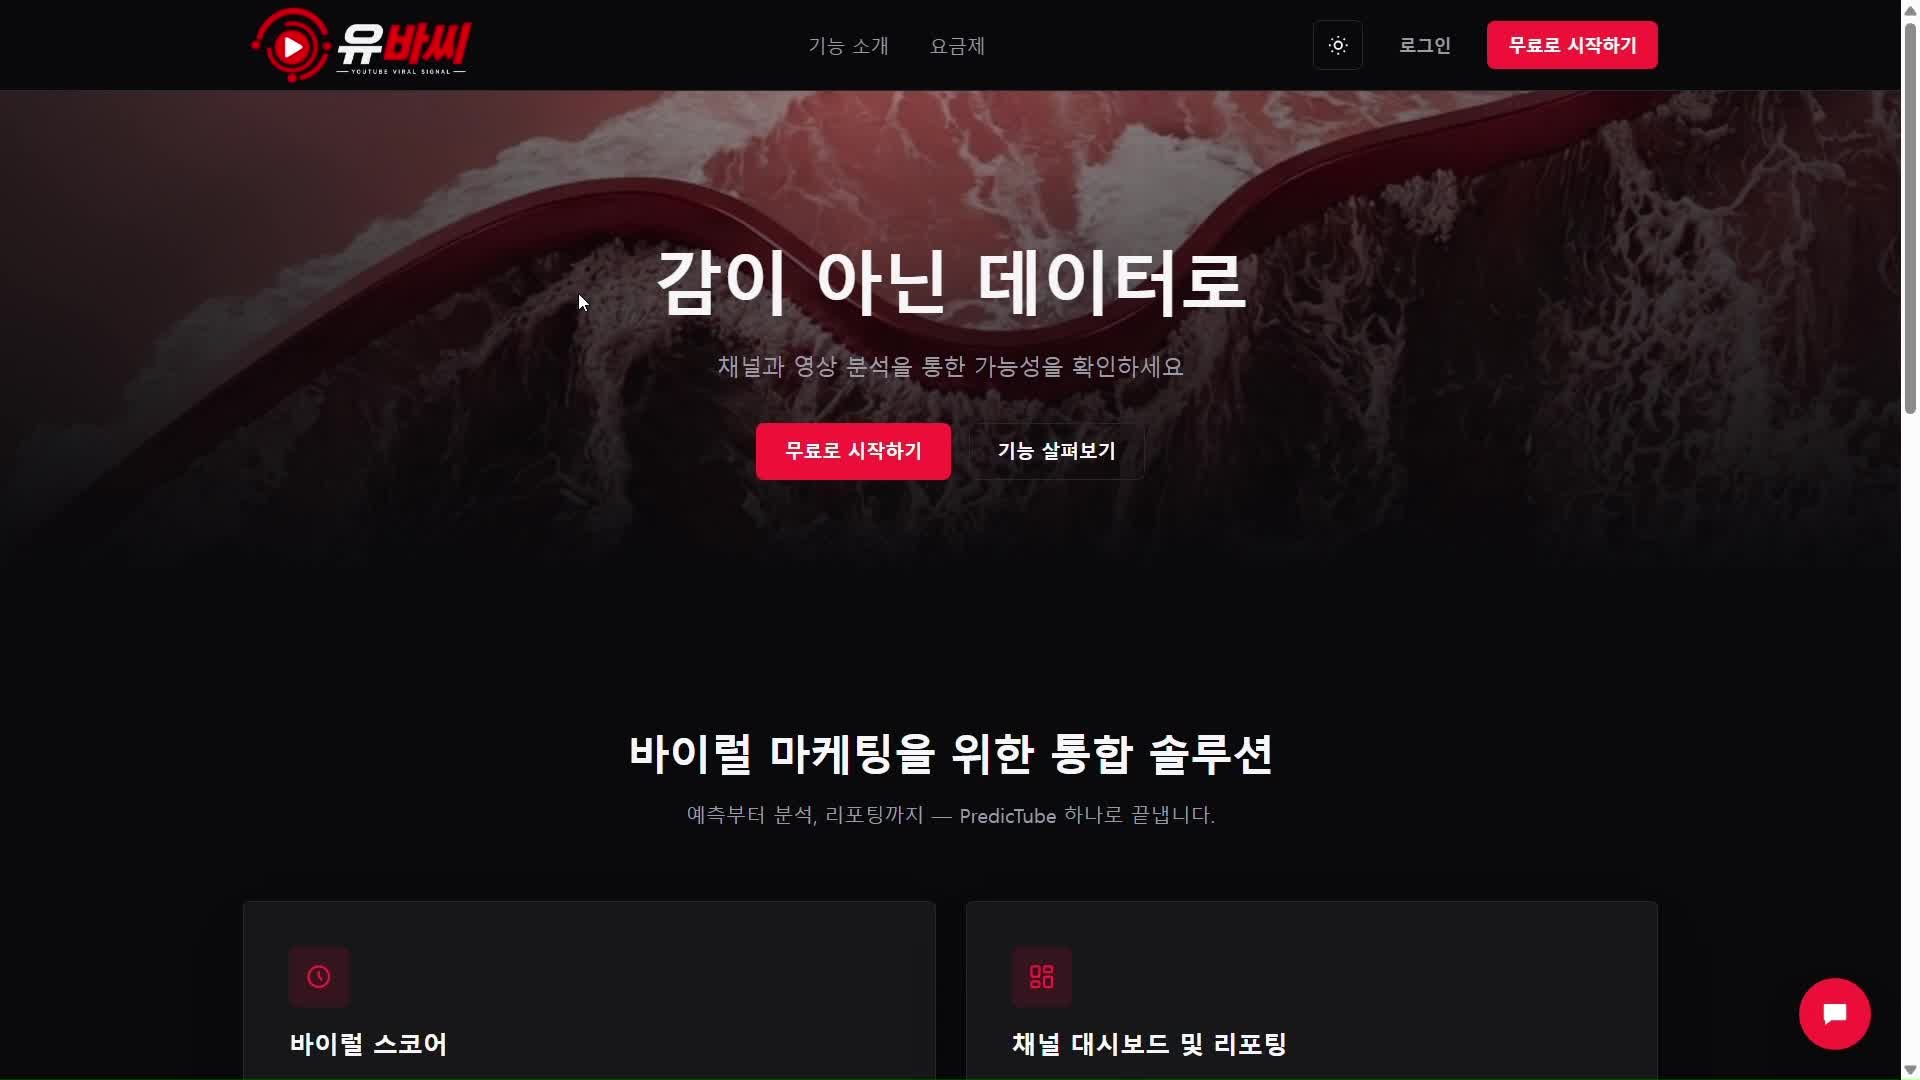 유바씨
YOUTUBE VIRAL SIGNAL
기능 소개
요금제
로그인
무료로 시작하기
감이 아닌 데이터로
채널과 영상 분석을 통한 가능성을 확인하세요
무료로 시작하기
기능 살펴보기
바이럴 마케팅을 위한 통합 솔루션
예측부터 분석, 리포팅까지 — PredicTube 하나로 끝냅니다.
바이럴 스코어
채널 대시보드 및 리포팅